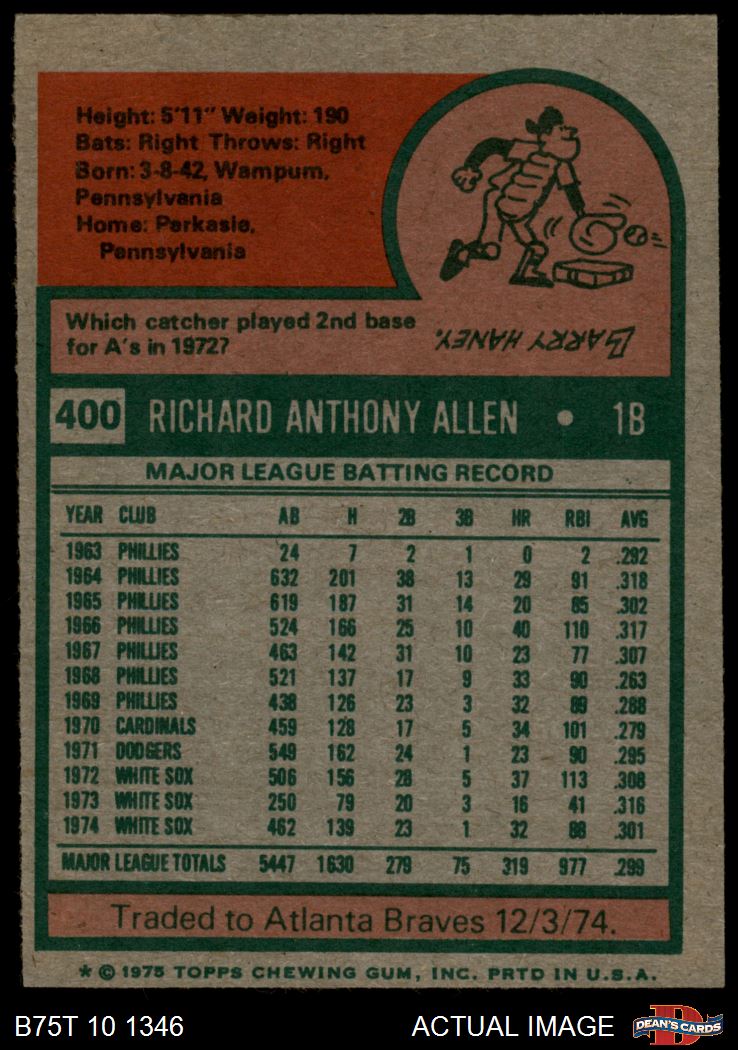 Height: 5'11" Weight: 190
Bats: Right Throws: Right
Born: 3-8-42, Wampum,
Pennsylvania
Home: Perkasie,
Pennsylvania
Which catcher played 2nd base
for A's in 1972?
BARRY HANEY.
400 RICHARD ANTHONY ALLEN • 1B
MAJOR LEAGUE BATTING RECORD
YEAR CLUB AB H 2B 3B HR RBI AVG
1963 PHILLIES 24 7 2 1 0 2 .292
1964 PHILLIES 632 201 38 13 29 91 .318
1965 PHILLIES 619 187 31 14 20 85 .302
1966 PHILLIES 524 166 25 10 40 110 .317
1967 PHILLIES 463 142 31 10 23 77 .307
1968 PHILLIES 521 137 17 9 33 90 .263
1969 PHILLIES 438 126 23 3 32 89 .288
1970 CARDINALS 459 128 17 5 34 101 .279
1971 DODGERS 549 162 24 1 23 90 .295
1972 WHITE SOX 506 156 28 5 37 113 .308
1973 WHITE SOX 250 79 20 3 16 41 .316
1974 WHITE SOX 462 139 23 1 32 88 .301
MAJOR LEAGUE TOTALS 5447 1630 279 75 319 977 .299
Traded to Atlanta Braves 12/3/74.
* © 1975 TOPPS CHEWING GUM, INC. PRTD IN U.S.A.
B75T 10 1346 ACTUAL IMAGE D DEAN'S CARDS